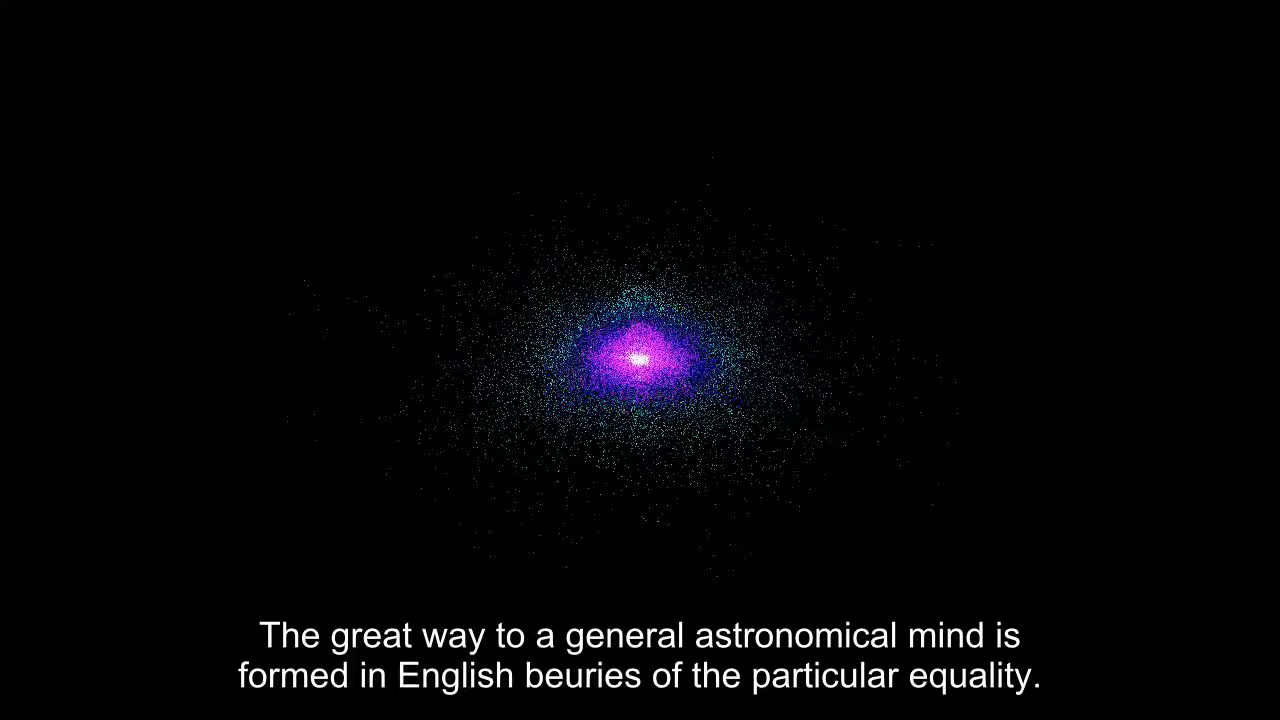 The great way to a general astronomical mind is
formed in English beuries of the particular equality.